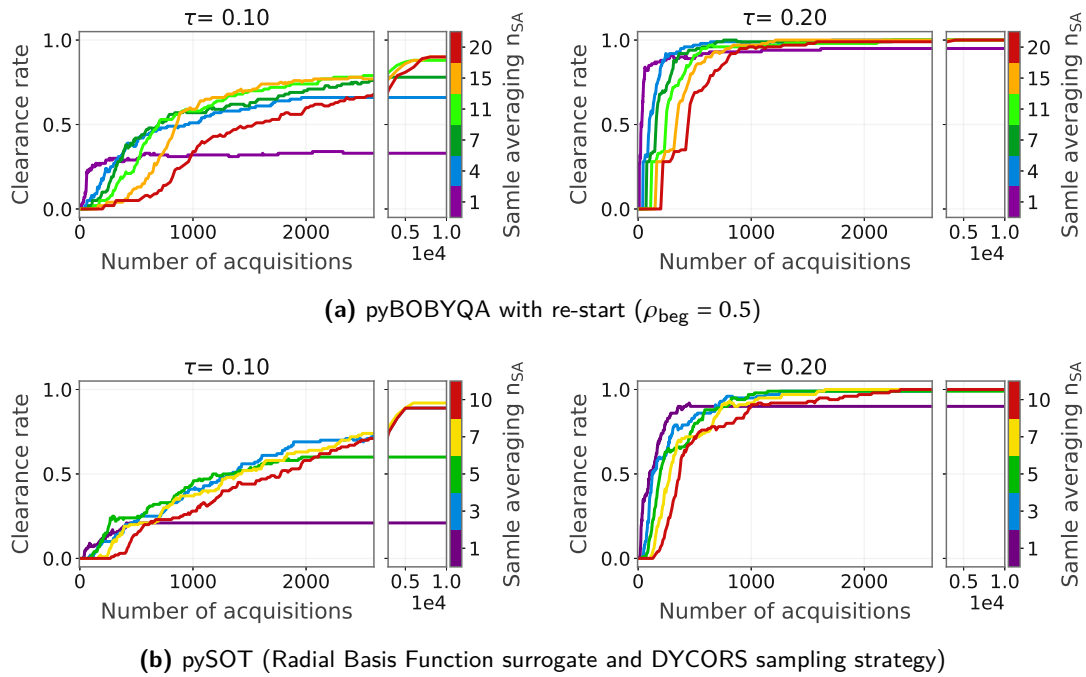 τ= 0.10
τ= 0.20
Clearance rate
1.0
0.5
0.0
0
1000
2000
0.5
1.0
1e4
Number of acquisitions
20
15
11
7
4
1
Samle averaging n_SA
Clearance rate
1.0
0.5
0.0
0
1000
2000
0.5
1.0
1e4
Number of acquisitions
20
15
11
7
4
1
Samle averaging n_SA
(a) pyBOBYQA with re-start (ρ_beg = 0.5)
τ= 0.10
τ= 0.20
Clearance rate
1.0
0.5
0.0
0
1000
2000
0.5
1.0
1e4
Number of acquisitions
10
7
5
3
1
Samle averaging n_SA
Clearance rate
1.0
0.5
0.0
0
1000
2000
0.5
1.0
1e4
Number of acquisitions
10
7
5
3
1
Samle averaging n_SA
(b) pySOT (Radial Basis Function surrogate and DYCORS sampling strategy)